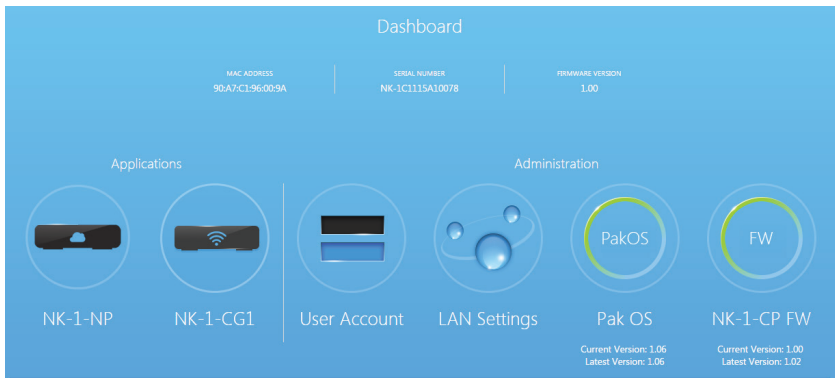 Dashboard
MAC ADDRESS
90:A7:C1:96:00:9A
SERIAL NUMBER
NK-1C1115A10078
FIRMWARE VERSION
1.00
Applications
Administration
PakOS
FW
NK-1-NP
NK-1-CG1
User Account
LAN Settings
Pak OS
NK-1-CP FW
Current Version: 1.06
Latest Version: 1.06
Current Version: 1.00
Latest Version: 1.02